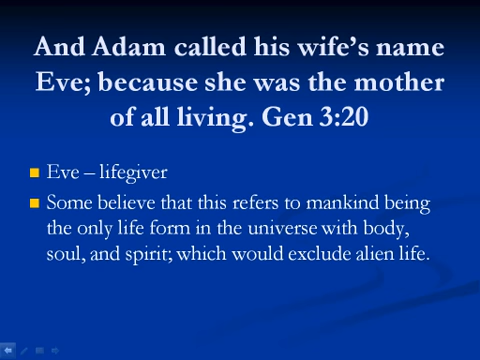 And Adam called his wife’s name
Eve; because she was the mother
of all living. Gen 3:20
Eve – lifegiver
Some believe that this refers to mankind being
the only life form in the universe with body,
soul, and spirit; which would exclude alien life.